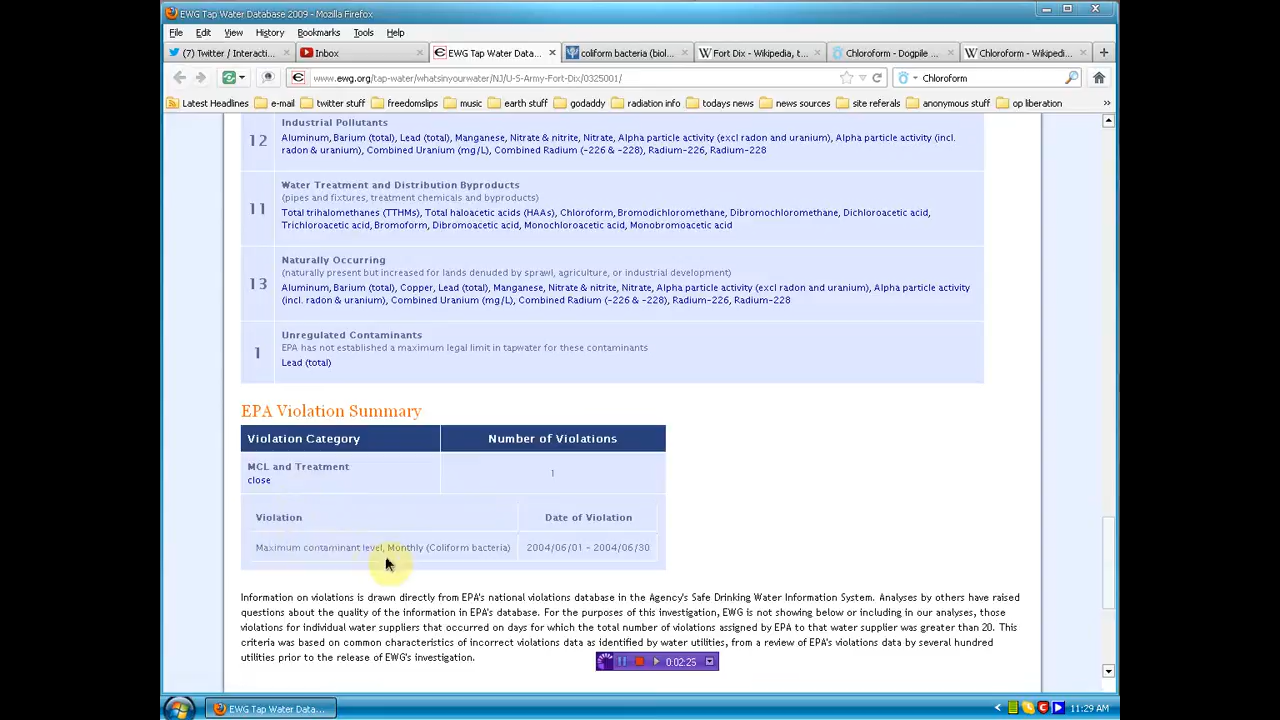 EWG Tap Water Database 2009 - Mozilla Firefox
File Edit View History Bookmarks Tools Help
(7) Twitter / Interacti...
Inbox
EWG Tap Water Data...
coliform bacteria (biol...
Fort Dix - Wikipedia, t...
Chloroform - Dogpile ...
Chloroform - Wikipedi...
www.ewg.org/tap-water/whatsinyourwater/NJ/U-S-Army-Fort-Dix/0325001/
Chloroform
Latest Headlines e-mail twitter stuff freedomslips music earth stuff godaddy radiation info todays news news sources site referals anonymous stuff op liberation
12
Industrial Pollutants
Aluminum, Barium (total), Lead (total), Manganese, Nitrate & nitrite, Nitrate, Alpha particle activity (excl radon and uranium), Alpha particle activity (incl.
radon & uranium), Combined Uranium (mg/L), Combined Radium (-226 & -228), Radium-226, Radium-228
11
Water Treatment and Distribution Byproducts
(pipes and fixtures, treatment chemicals and byproducts)
Total trihalomethanes (TTHMs), Total haloacetic acids (HAAs), Chloroform, Bromodichloromethane, Dibromochloromethane, Dichloroacetic acid,
Trichloroacetic acid, Bromoform, Dibromoacetic acid, Monochloroacetic acid, Monobromoacetic acid
13
Naturally Occurring
(naturally present but increased for lands denuded by sprawl, agriculture, or industrial development)
Aluminum, Barium (total), Copper, Lead (total), Manganese, Nitrate & nitrite, Nitrate, Alpha particle activity (excl radon and uranium), Alpha particle activity
(incl. radon & uranium), Combined Uranium (mg/L), Combined Radium (-226 & -228), Radium-226, Radium-228
1
Unregulated Contaminants
EPA has not established a maximum legal limit in tapwater for these contaminants
Lead (total)
EPA Violation Summary
Violation Category Number of Violations
MCL and Treatment 1
close
Violation Date of Violation
Maximum contaminant level, Monthly (Coliform bacteria) 2004/06/01 - 2004/06/30
Information on violations is drawn directly from EPA's national violations database in the Agency's Safe Drinking Water Information System. Analyses by others have raised
questions about the quality of the information in EPA's database. For the purposes of this investigation, EWG is not showing below or including in our analyses, those
violations for individual water suppliers that occurred on days for which the total number of violations assigned by EPA to that water supplier was greater than 20. This
criteria was based on common characteristics of incorrect violations data as identified by water utilities, from a review of EPA's violations data by several hundred
utilities prior to the release of EWG's investigation.
0:02:25
EWG Tap Water Data...
11:29 AM